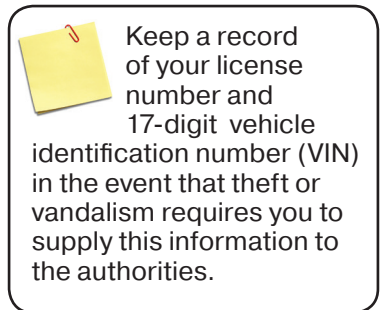 Keep a record
of your license
number and
17-digit vehicle
identification number (VIN)
in the event that theft or
vandalism requires you to
supply this information to
the authorities.